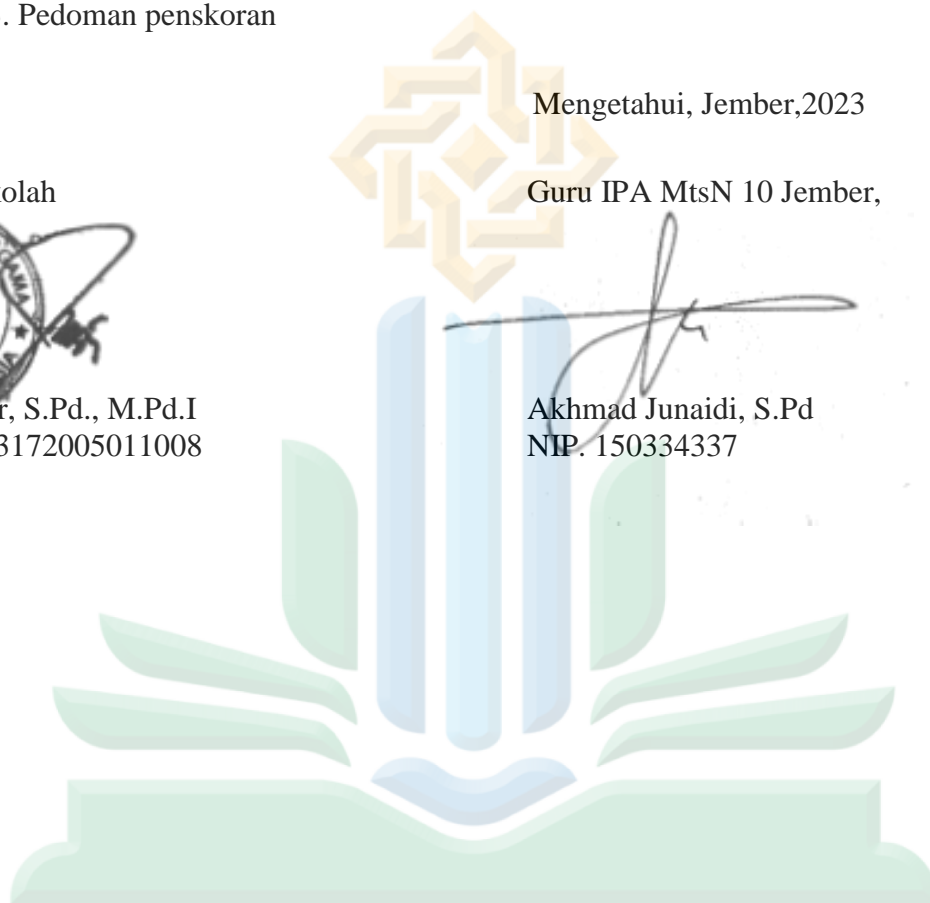 . Pedoman penskoran
Mengetahui, Jember,2023
olah
Guru IPA MtsN 10 Jember,
r, S.Pd., M.Pd.I
Akhmad Junaidi, S.Pd
3172005011008
NIP. 150334337